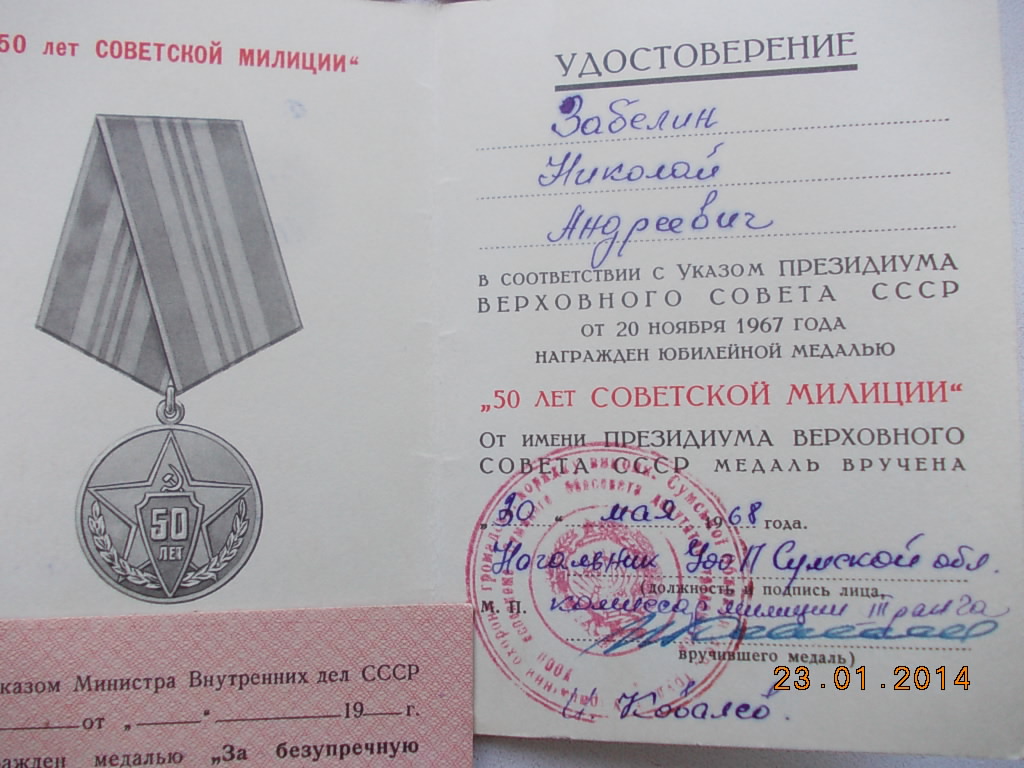 50 лет СОВЕТСКОЙ МИЛИЦИИ“
50
ЛЕТ
УДОСТОВЕРЕНИЕ
Забелин
Николай
Андреевич
в соответствии с Указом ПРЕЗИДИУМА
ВЕРХОВНОГО СОВЕТА СССР
от 20 ноября 1967 года
награжден юбилейной медалью
„50 лет СОВЕТСКОЙ МИЛИЦИИ“
От имени ПРЕЗИДИУМА ВЕРХОВНОГО
СОВЕТА СССР медаль вручена
„30“ мая 1968 года.
Начальник УООП Сумской обл.
(должность и подпись лица,
М. П. комиссар милиции III ранга
вручившего медаль)
Ковалев.
казом Министра Внутренних дел СССР
от „ “ 19 г.
ажден медалью „За безупречную
23.01.2014